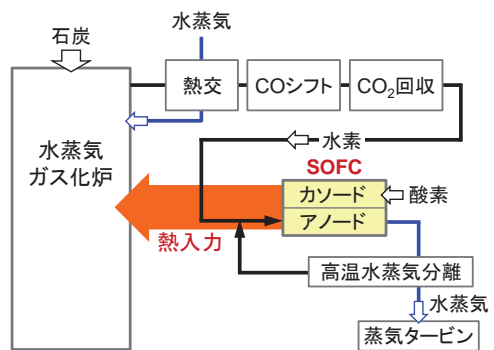 石炭
水蒸気
熱交
COシフト
CO₂回収
水蒸気
ガス化炉
水素
SOFC
カソード
酸素
アノード
熱入力
高温水蒸気分離
水蒸気
蒸気タービン